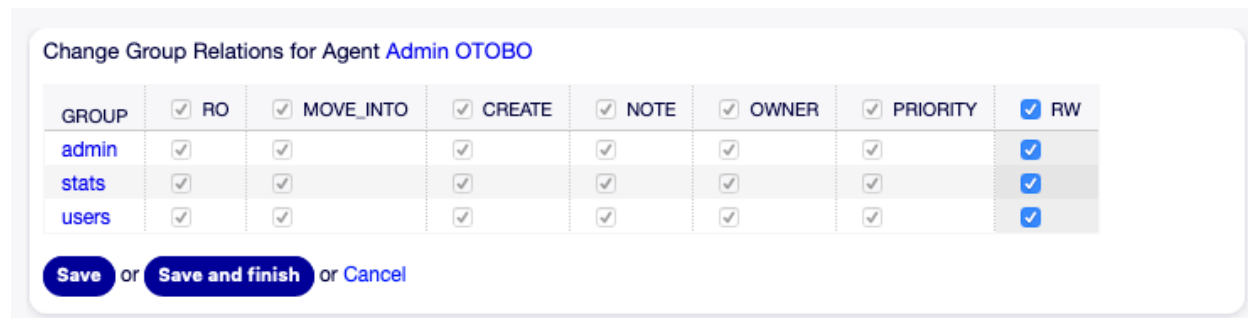 Change Group Relations for Agent Admin OTOBO
GROUP RO MOVE_INTO CREATE NOTE OWNER PRIORITY RW
admin
stats
users
Save or Save and finish or Cancel